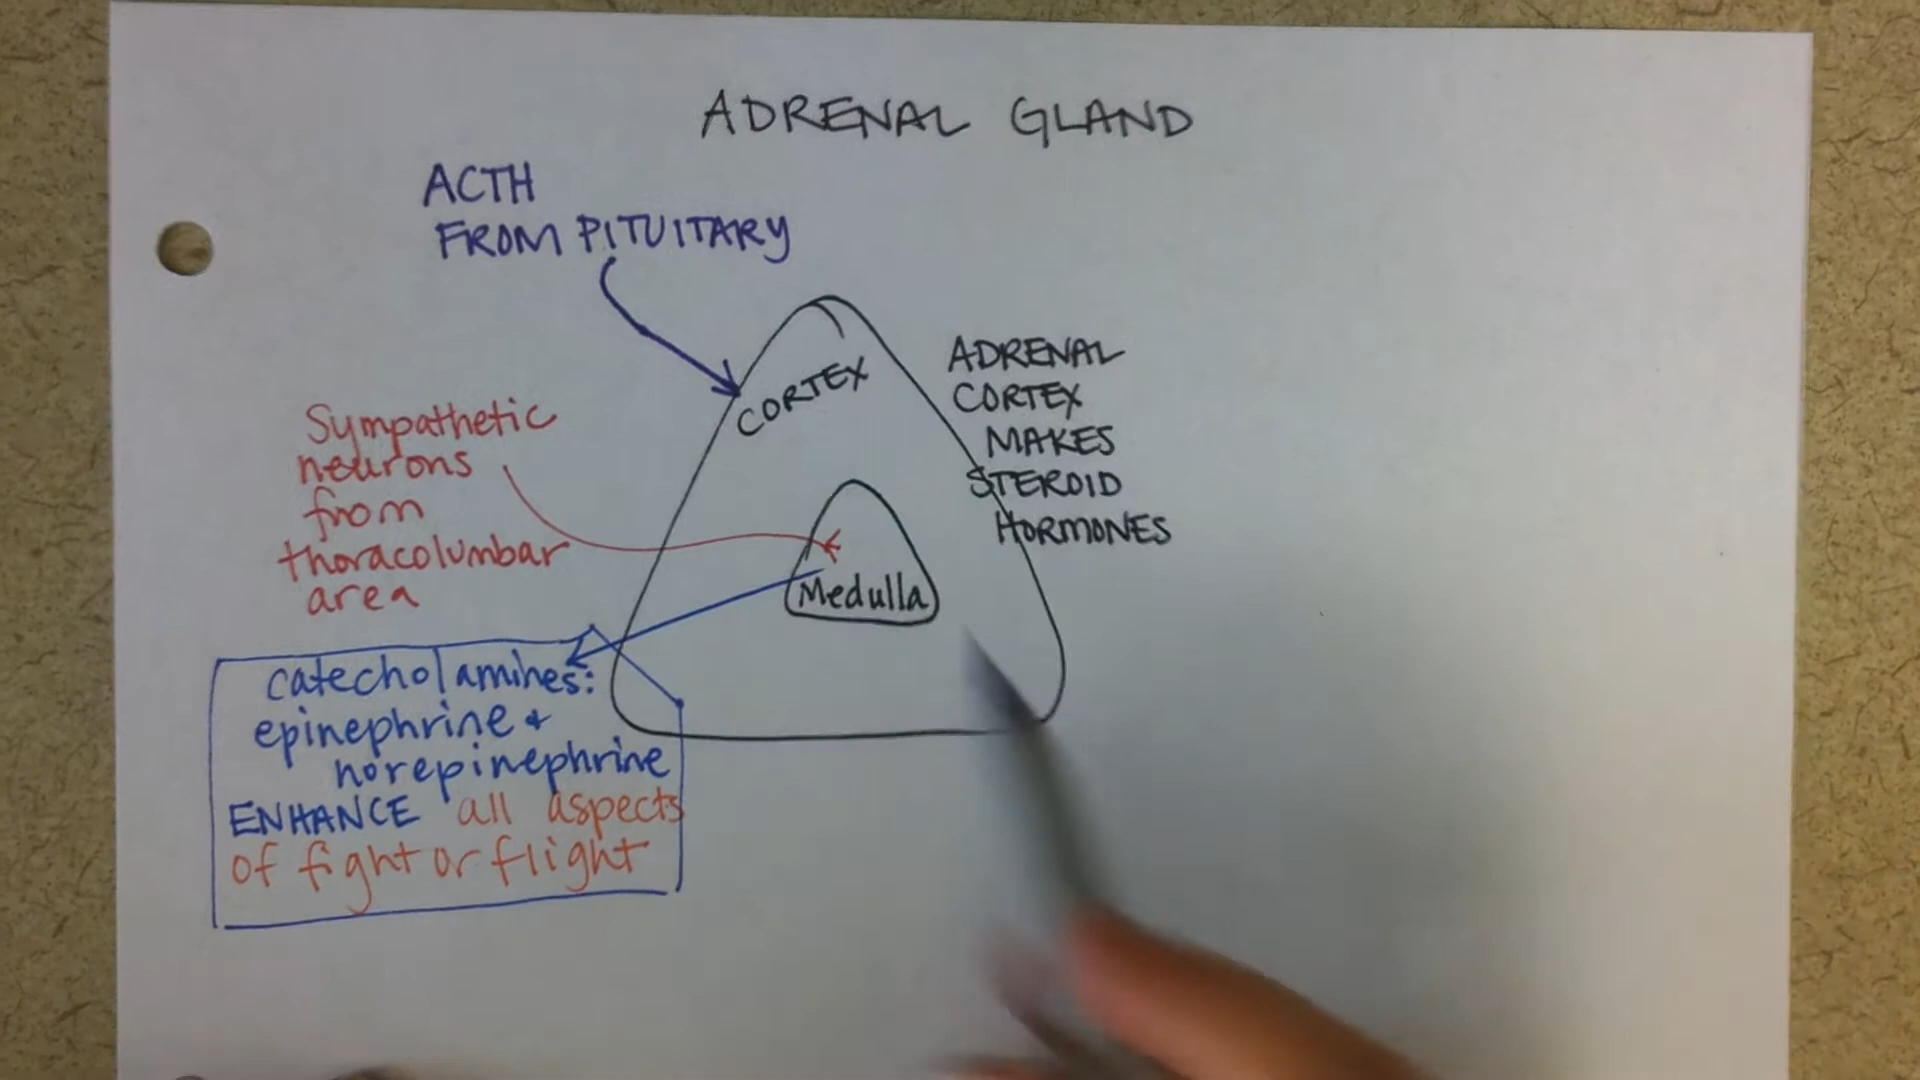 ADRENAL GLAND
ACTH
FROM PITUITARY
CORTEX
ADRENAL
CORTEX
MAKES
STEROID
HORMONES
Sympathetic
neurons
from
thoracolumbar
area
Medulla
catecholamines:
epinephrine &
norepinephrine
ENHANCE all aspects
of fight or flight